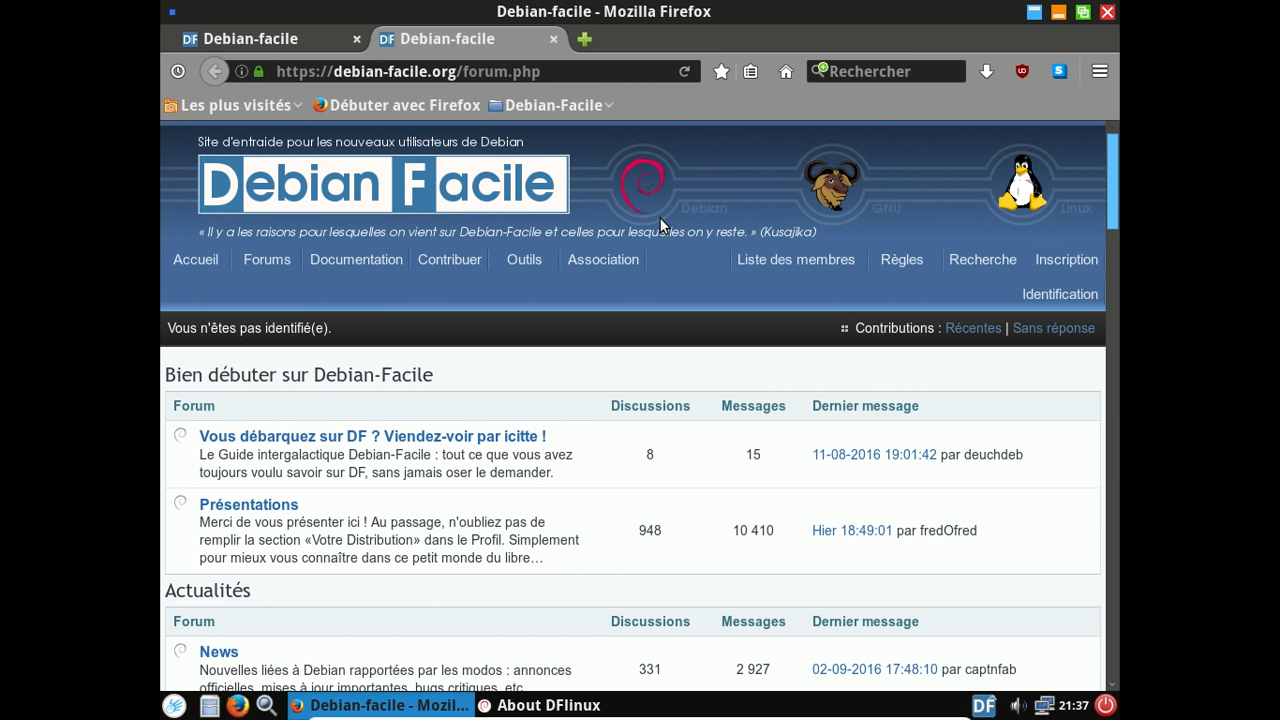 Debian-facile - Mozilla Firefox
Debian-facile
Debian-facile
https://debian-facile.org/forum.php
Rechercher
Les plus visités
Débuter avec Firefox
Debian-Facile
Site d'entraide pour les nouveaux utilisateurs de Debian
Debian Facile
Debian
GNU
Linux
« Il y a les raisons pour lesquelles on vient sur Debian-Facile et celles pour lesquelles on y reste. » (Kusajika)
Accueil Forums Documentation Contribuer Outils Association Liste des membres Règles Recherche Inscription
Identification
Vous n'êtes pas identifié(e).
Contributions : Récentes | Sans réponse
Bien débuter sur Debian-Facile
Forum Discussions Messages Dernier message
Vous débarquez sur DF ? Viendez-voir par icitte !
Le Guide intergalactique Debian-Facile : tout ce que vous avez
toujours voulu savoir sur DF, sans jamais oser le demander.
8 15 11-08-2016 19:01:42 par deuchdeb
Présentations
Merci de vous présenter ici ! Au passage, n'oubliez pas de
remplir la section «Votre Distribution» dans le Profil. Simplement
pour mieux vous connaître dans ce petit monde du libre…
948 10 410 Hier 18:49:01 par fredOfred
Actualités
Forum Discussions Messages Dernier message
News
Nouvelles liées à Debian rapportées par les modos : annonces
officielles, mises à jour importantes, bugs critiques, etc.
331 2 927 02-09-2016 17:48:10 par captnfab
Debian-facile - Mozil... About DFlinux DF 21:37